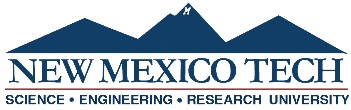 M
NEW MEXICO TECH
SCIENCE • ENGINEERING • RESEARCH UNIVERSITY